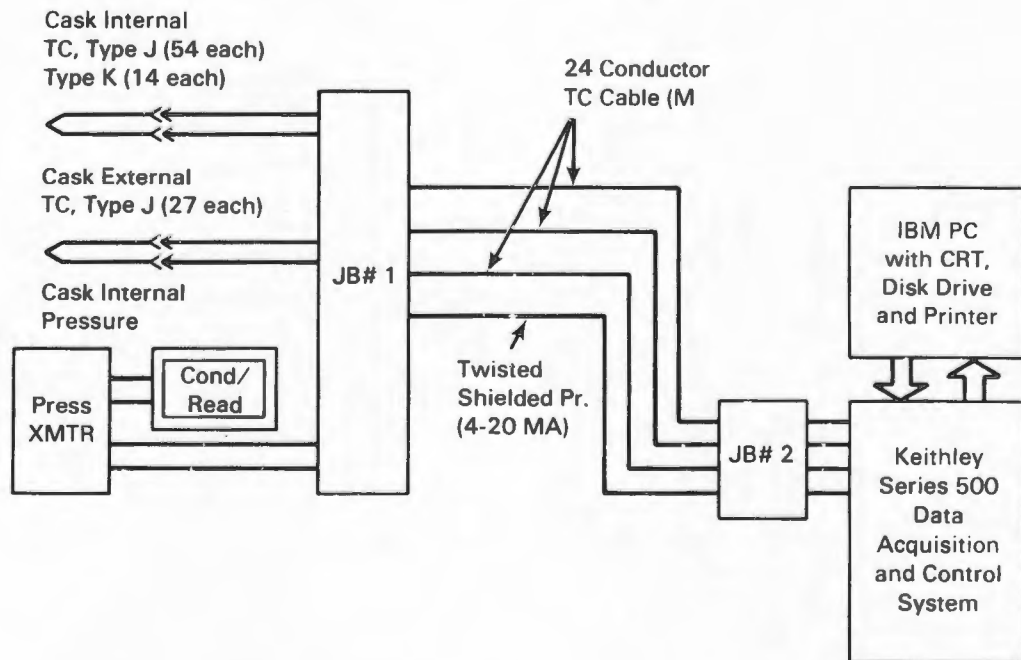 Cask Internal
TC, Type J (54 each)
Type K (14 each)
24 Conductor
TC Cable (M
Cask External
TC, Type J (27 each)
JB# 1
Cask Internal
Pressure
Press
XMTR
Cond/
Read
Twisted
Shielded Pr.
(4-20 MA)
JB# 2
IBM PC
with CRT,
Disk Drive
and Printer
Keithley
Series 500
Data
Acquisition
and Control
System